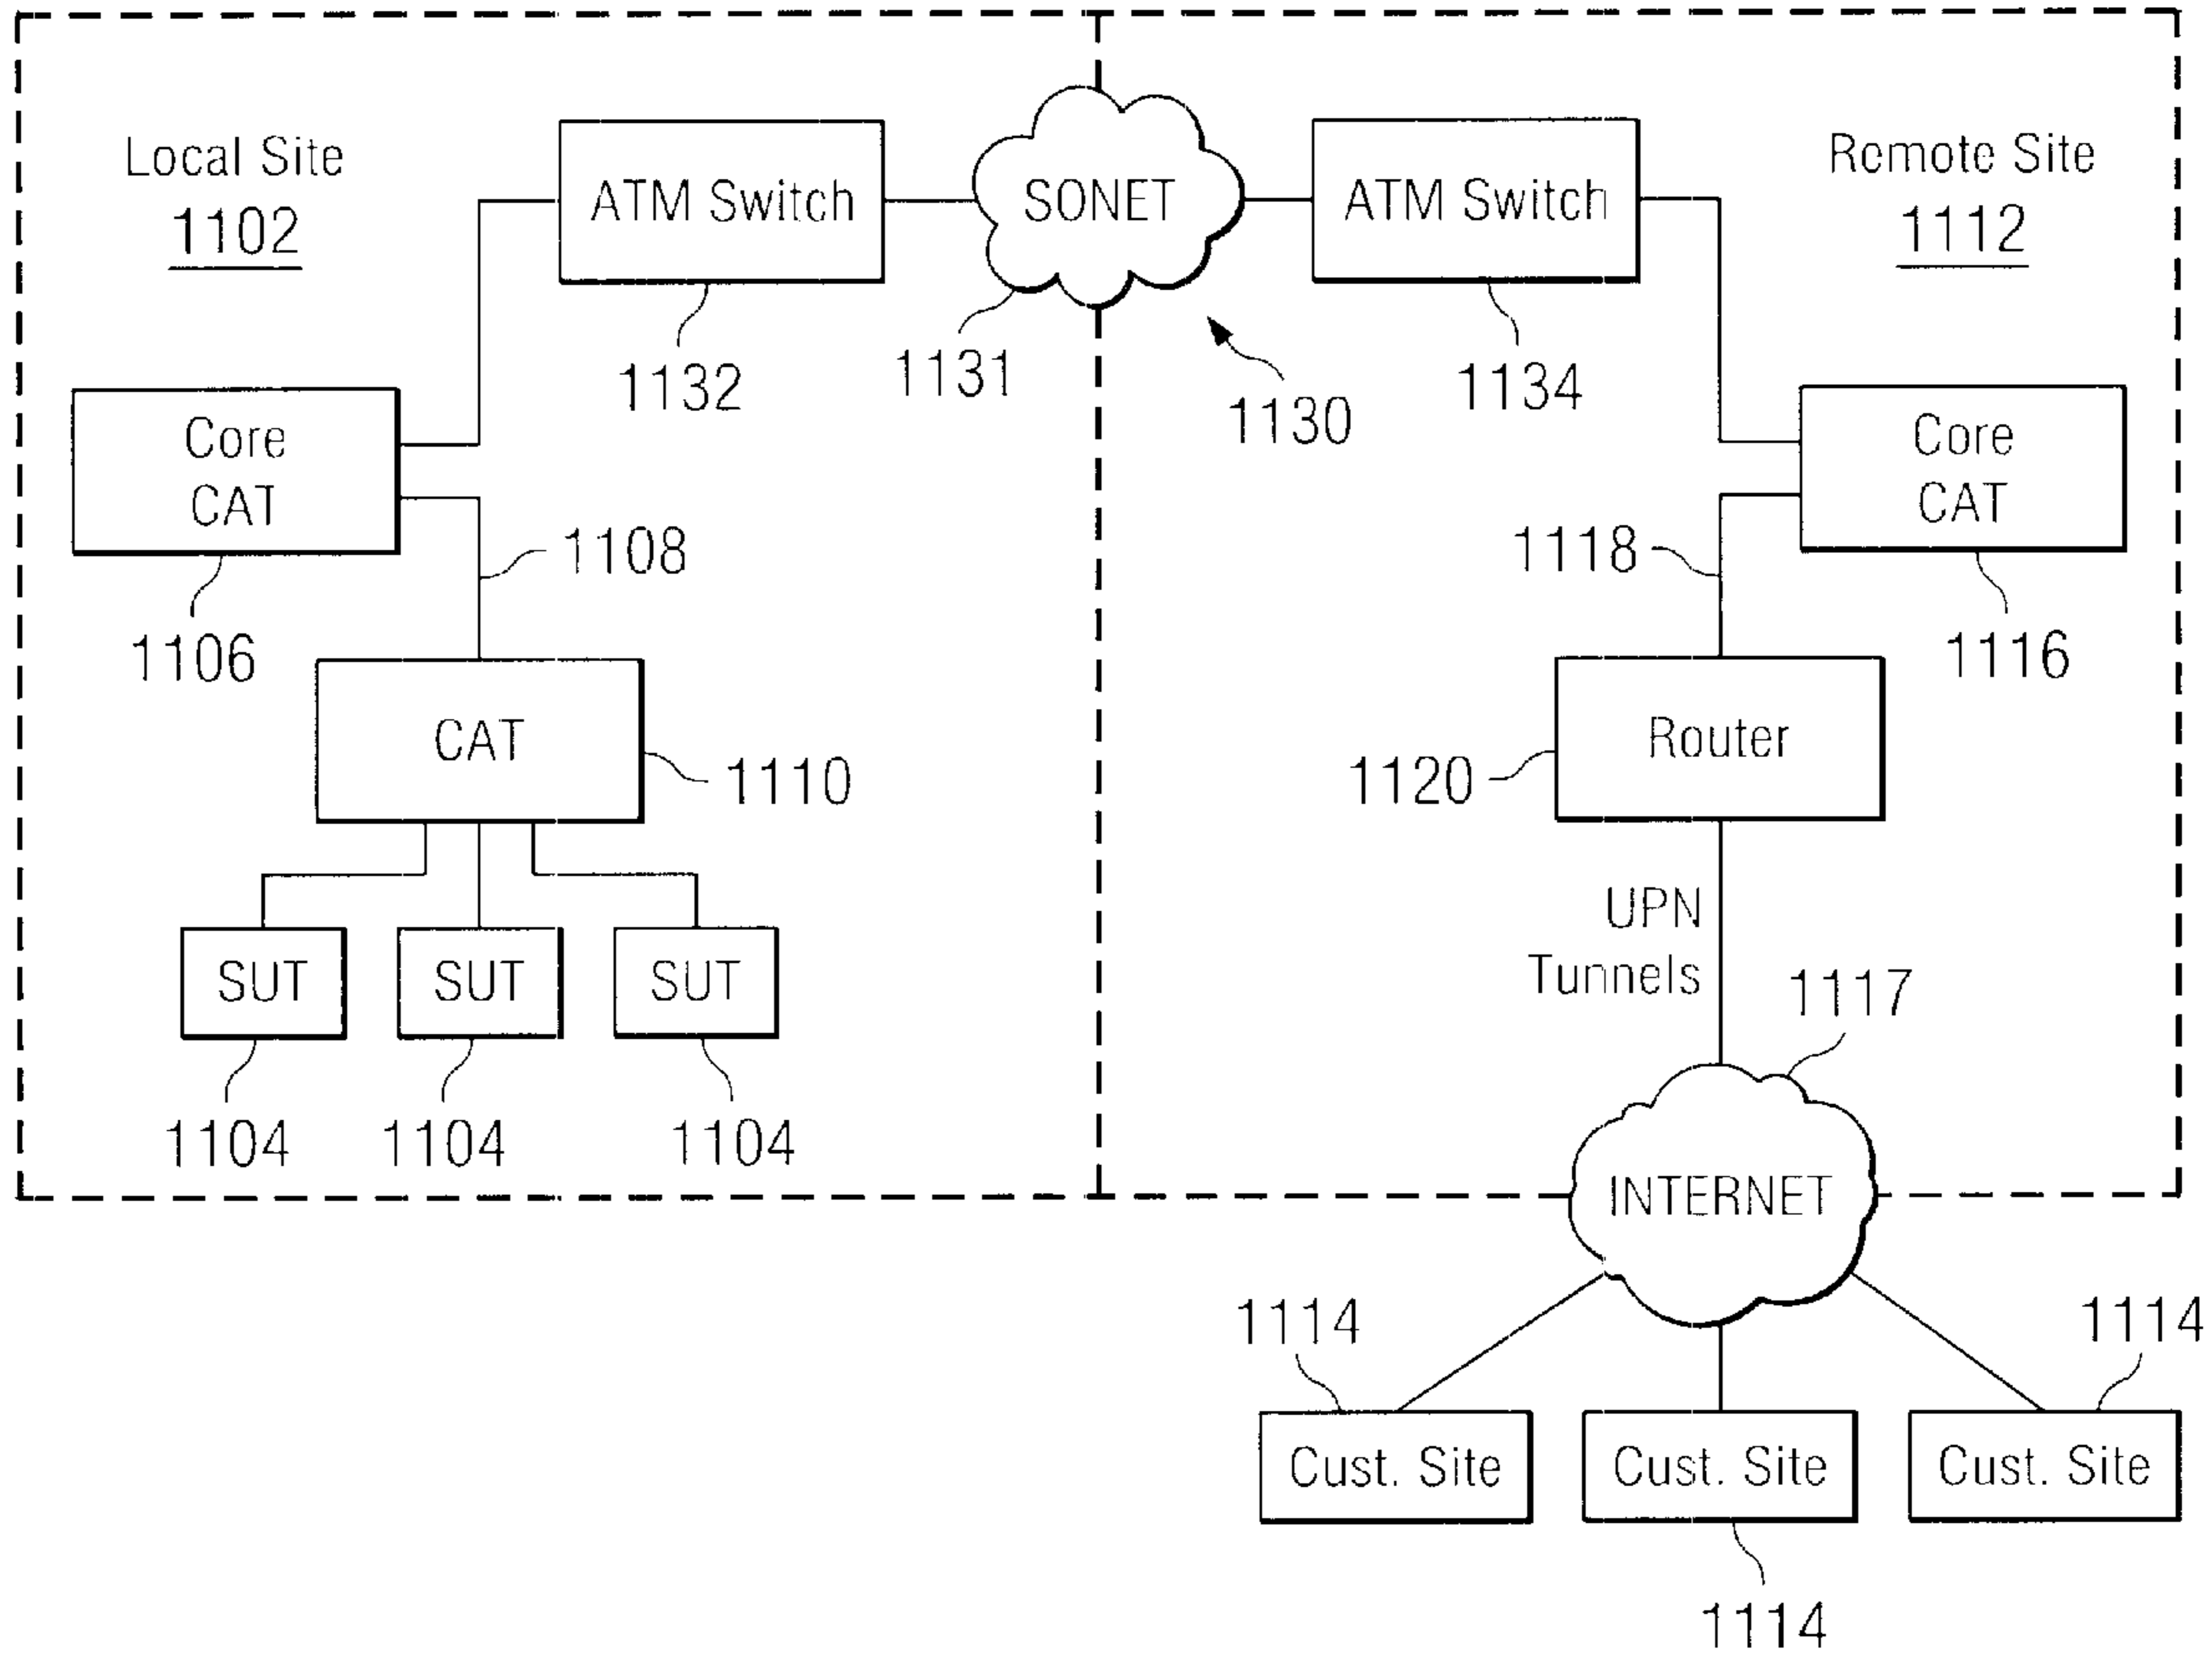 Local Site
1102
ATM Switch
SONET
ATM Switch
Remote Site
1112
1132
1131
1130
1134
Core
CAT
1106
1108
Core
CAT
1116
1118
CAT
1110
Router
1120
SUT
SUT
SUT
1104
1104
1104
UPN
Tunnels
1117
INTERNET
1114
1114
Cust. Site
Cust. Site
Cust. Site
1114